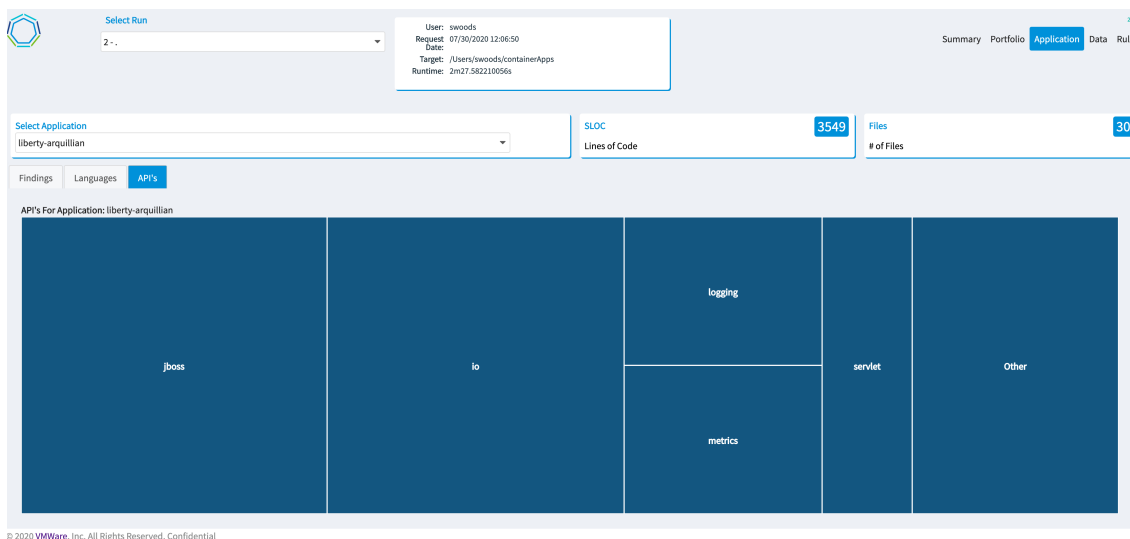 Select Run
2 - .
User: swoods
Request Date: 07/30/2020 12:06:50
Target: /Users/swoods/containerApps
Runtime: 2m27.582210056s
Summary Portfolio Application Data Rul
Select Application
liberty-arquillian
SLOC
3549
Lines of Code
Files
30
# of Files
Findings Languages API's
API's For Application: liberty-arquillian
jboss
io
logging
metrics
servlet
Other
© 2020 VMWare, Inc. All Rights Reserved. Confidential